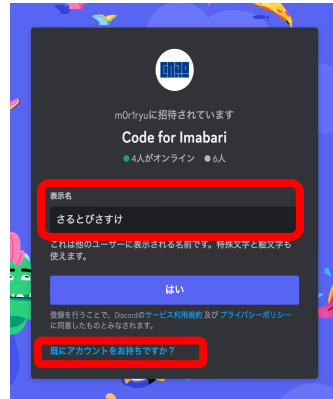 m0r1ryuに招待されています
Code for Imabari
4人がオンライン 6人
表示名
さるとびさすけ
これは他のユーザーに表示される名前です。特殊文字と絵文字も
使えます。
はい
登録を行うことで、Discordのサービス利用規約 及び プライバシーポリシー
に同意したものとみなされます。
既にアカウントをお持ちですか？